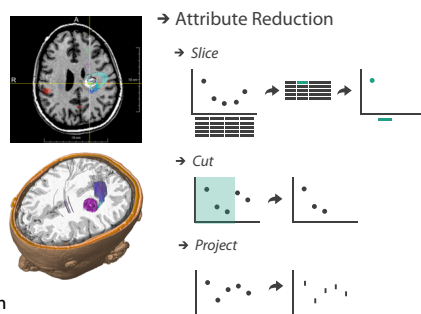 A
R
→ Attribute Reduction
→ Slice
→ Cut
→ Project